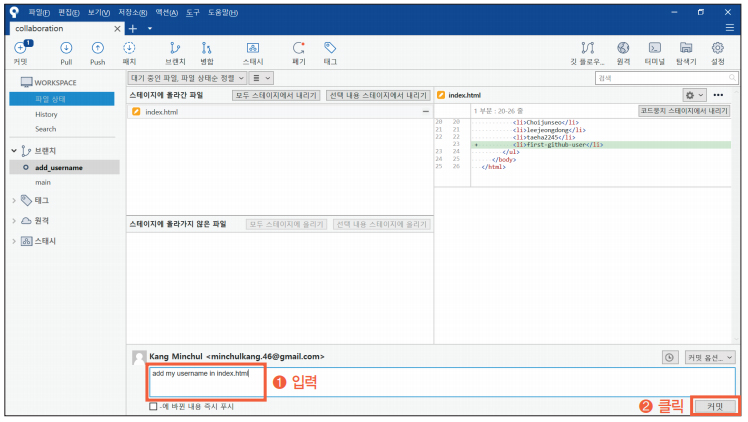 파일(F) 편집(E) 보기(V) 저장소(R) 액션(A) 도구 도움말(H)
collaboration
1
커밋 Pull Push 패치 브랜치 병합 스태시 폐기 태그 깃 플로우... 원격 터미널 탐색기 설정
WORKSPACE
파일 상태
History
Search
브랜치
add_username
main
태그
원격
스태시
대기 중인 파일, 파일 상태순 정렬
검색
스테이지에 올라간 파일 모두 스테이지에서 내리기 선택 내용 스테이지에서 내리기
index.html
스테이지에 올라가지 않은 파일 모두 스테이지에 올리기 선택 내용 스테이지에 올리기
index.html
1 부분 : 20-26 줄 코드뭉치 스테이지에서 내리기
20 20 <li>Choijunseo</li>
21 21 <li>leejeongdong</li>
22 22 <li>taeha2245</li>
23 + <li>first-github-user</li>
23 24 </ul>
24 25 </body>
25 26 </html>
Kang Minchul <minchulkang.46@gmail.com>
커밋 옵션...
add my username in index.html
❶ 입력
-에 바뀐 내용 즉시 푸시
❷ 클릭
커밋